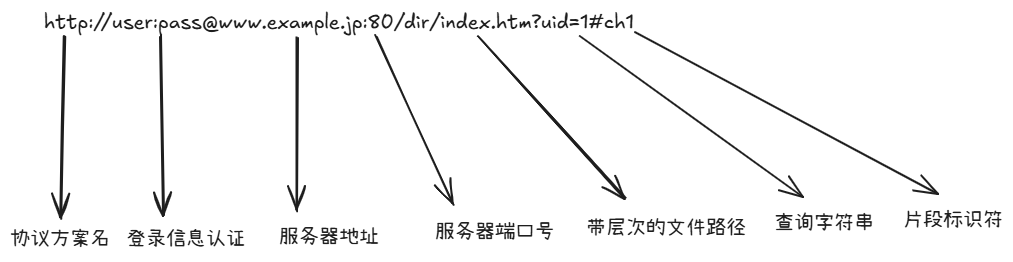 http://user:pass@www.example.jp:80/dir/index.htm?uid=1#ch1
协议方案名 登录信息认证 服务器地址 服务器端口号 带层次的文件路径 查询字符串 片段标识符